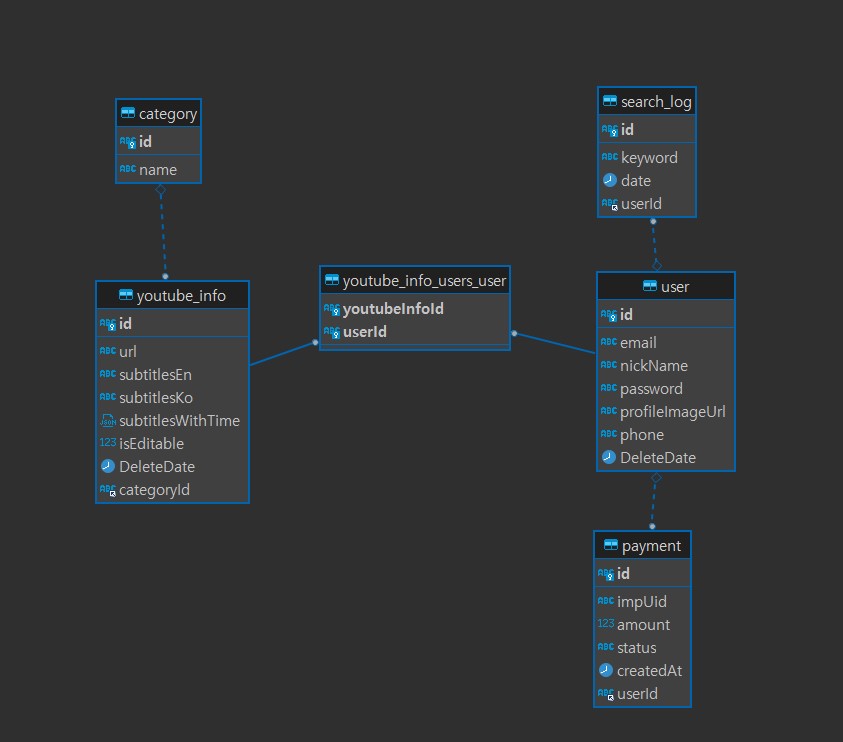 category
id
name
youtube_info
id
url
subtitlesEn
subtitlesKo
subtitlesWithTime
isEditable
DeleteDate
categoryId
youtube_info_users_user
youtubeInfoId
userId
search_log
id
keyword
date
userId
user
id
email
nickName
password
profileImageUrl
phone
DeleteDate
payment
id
impUid
amount
status
createdAt
userId